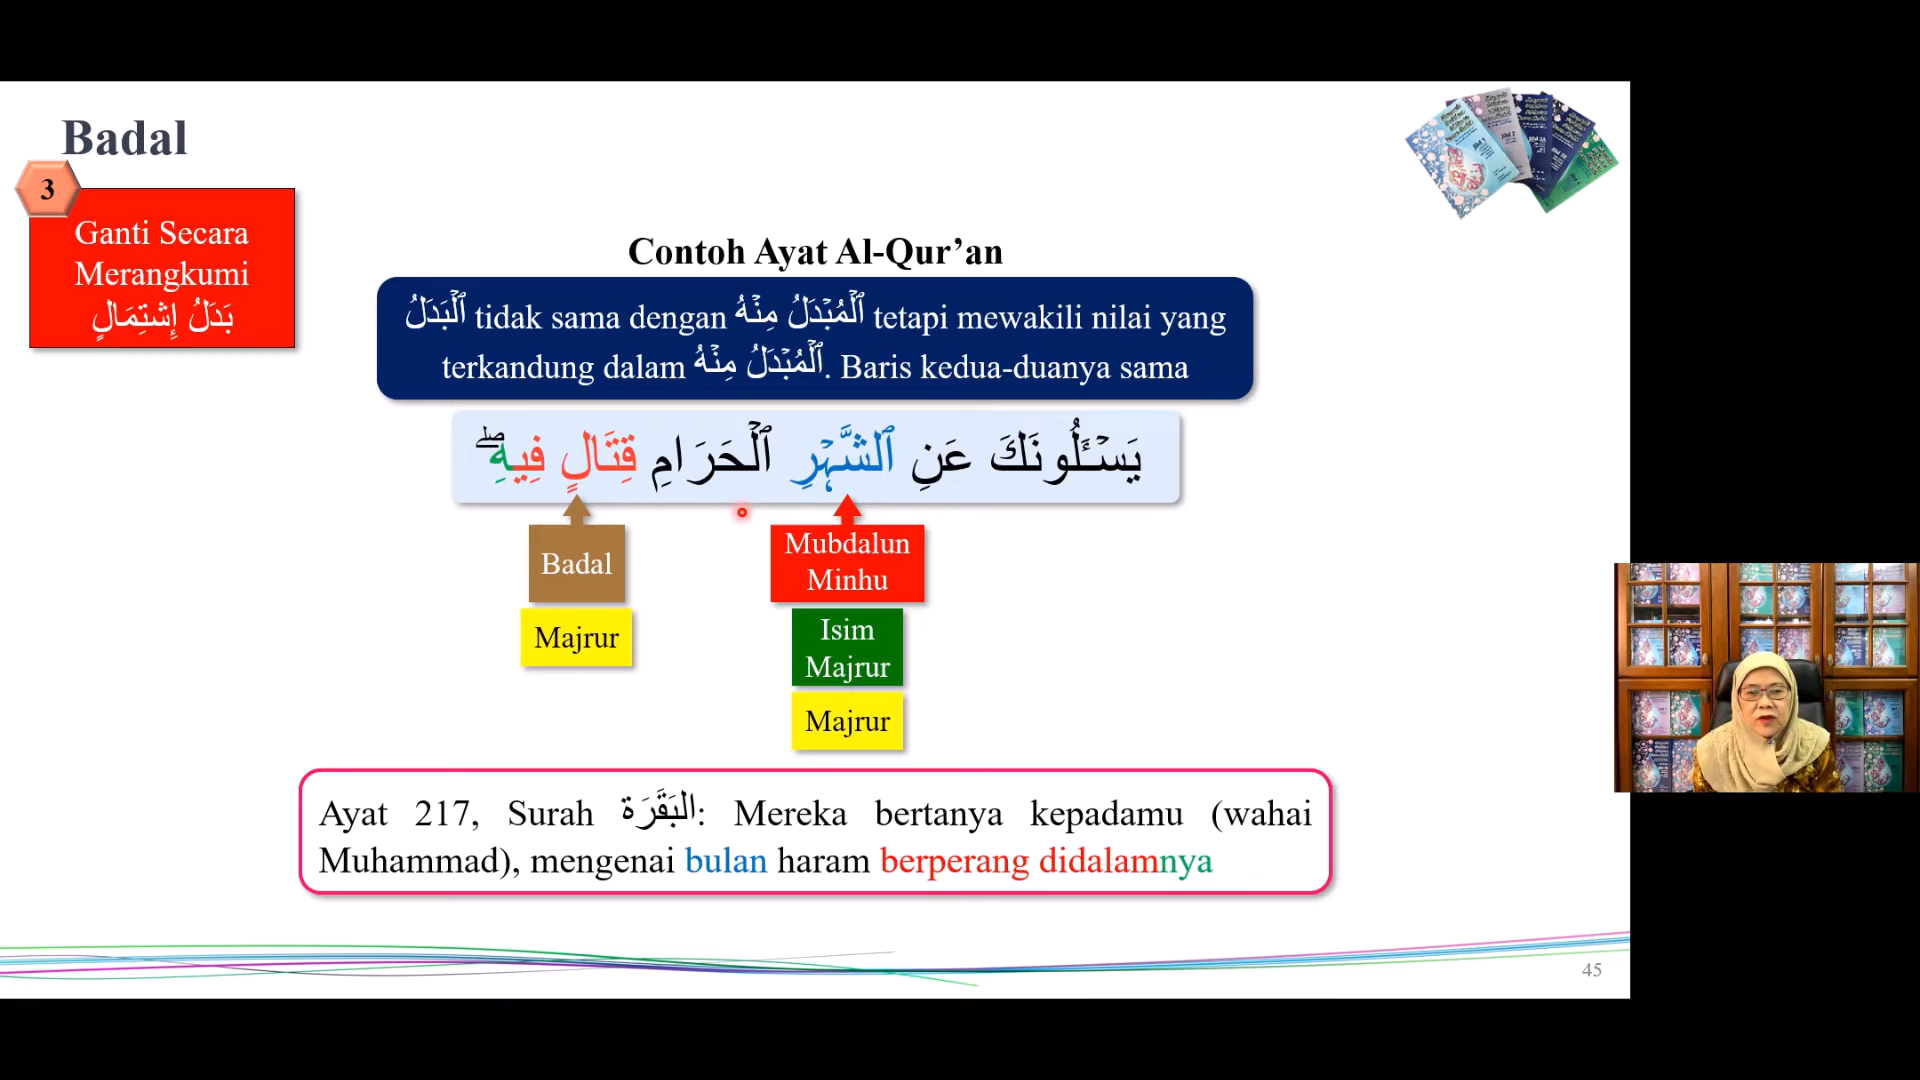 Badal
3
Ganti Secara
Merangkumi
بَدَلُ إِشْتِمَالٍ
Contoh Ayat Al-Qur’an
ٱلْبَدَلُ tidak sama dengan ٱلْمُبْدَلُ مِنْهُ tetapi mewakili nilai yang
terkandung dalam ٱلْمُبْدَلُ مِنْهُ. Baris kedua-duanya sama
يَسْـَٔلُونَكَ عَنِ ٱلشَّهْرِ ٱلْحَرَامِ قِتَالٍ فِيهِۖ
Badal
Majrur
Mubdalun
Minhu
Isim
Majrur
Majrur
Ayat 217, Surah البَقَرَة: Mereka bertanya kepadamu (wahai
Muhammad), mengenai bulan haram berperang didalamnya
45